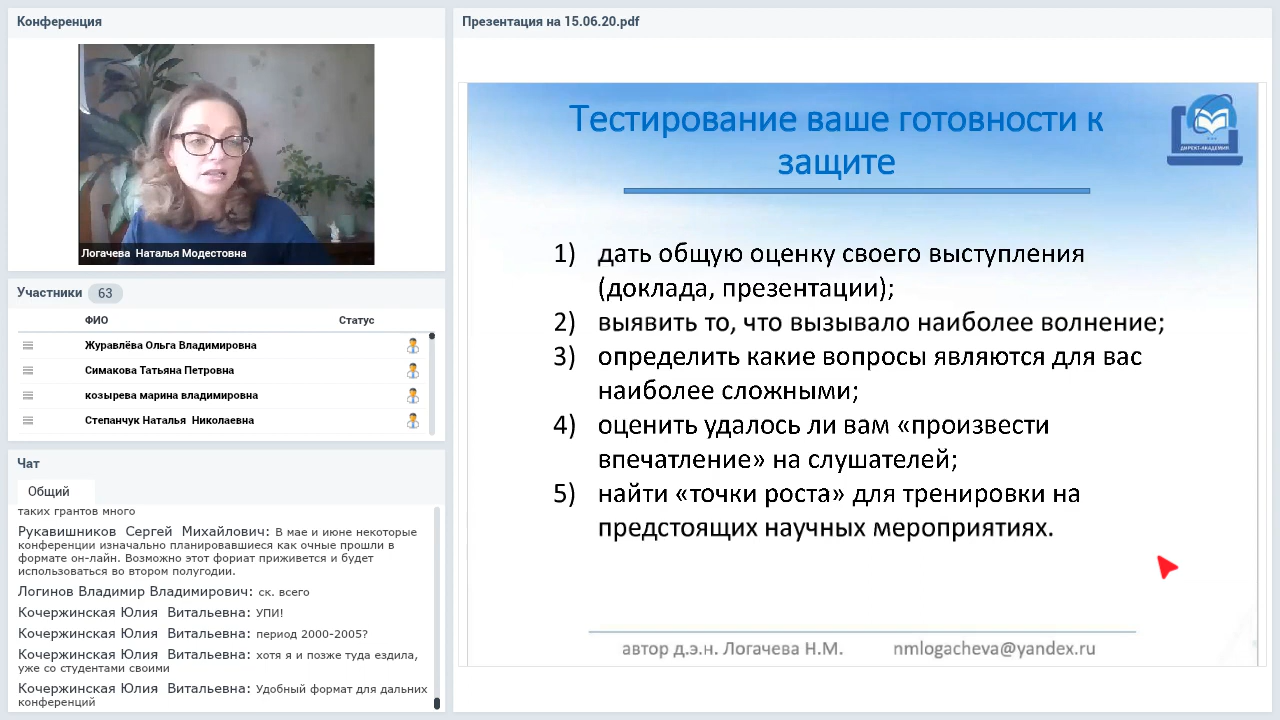 Конференция
Логачева Наталья Модестовна
Участники 63
ФИО Статус
Журавлёва Ольга Владимировна
Симакова Татьяна Петровна
козырева марина владимировна
Степанчук Наталья Николаевна
Чат
Общий
таких грантов много
Рукавишников Сергей Михайлович: В мае и июне некоторые
конференции изначально планировавшиеся как очные прошли в
формате он-лайн. Возможно этот фориат приживется и будет
использоваться во втором полугодии.
Логинов Владимир Владимирович: ск. всего
Кочержинская Юлия Витальевна: УПИ!
Кочержинская Юлия Витальевна: период 2000-2005?
Кочержинская Юлия Витальевна: хотя я и позже туда ездила,
уже со студентами своими
Кочержинская Юлия Витальевна: Удобный формат для дальних
конференций
Презентация на 15.06.20.pdf
Тестирование ваше готовности к
защите
ДИРЕКТ-АКАДЕМИЯ
1) дать общую оценку своего выступления
(доклада, презентации);
2) выявить то, что вызывало наиболее волнение;
3) определить какие вопросы являются для вас
наиболее сложными;
4) оценить удалось ли вам «произвести
впечатление» на слушателей;
5) найти «точки роста» для тренировки на
предстоящих научных мероприятиях.
автор д.э.н. Логачева Н.М. nmlogacheva@yandex.ru